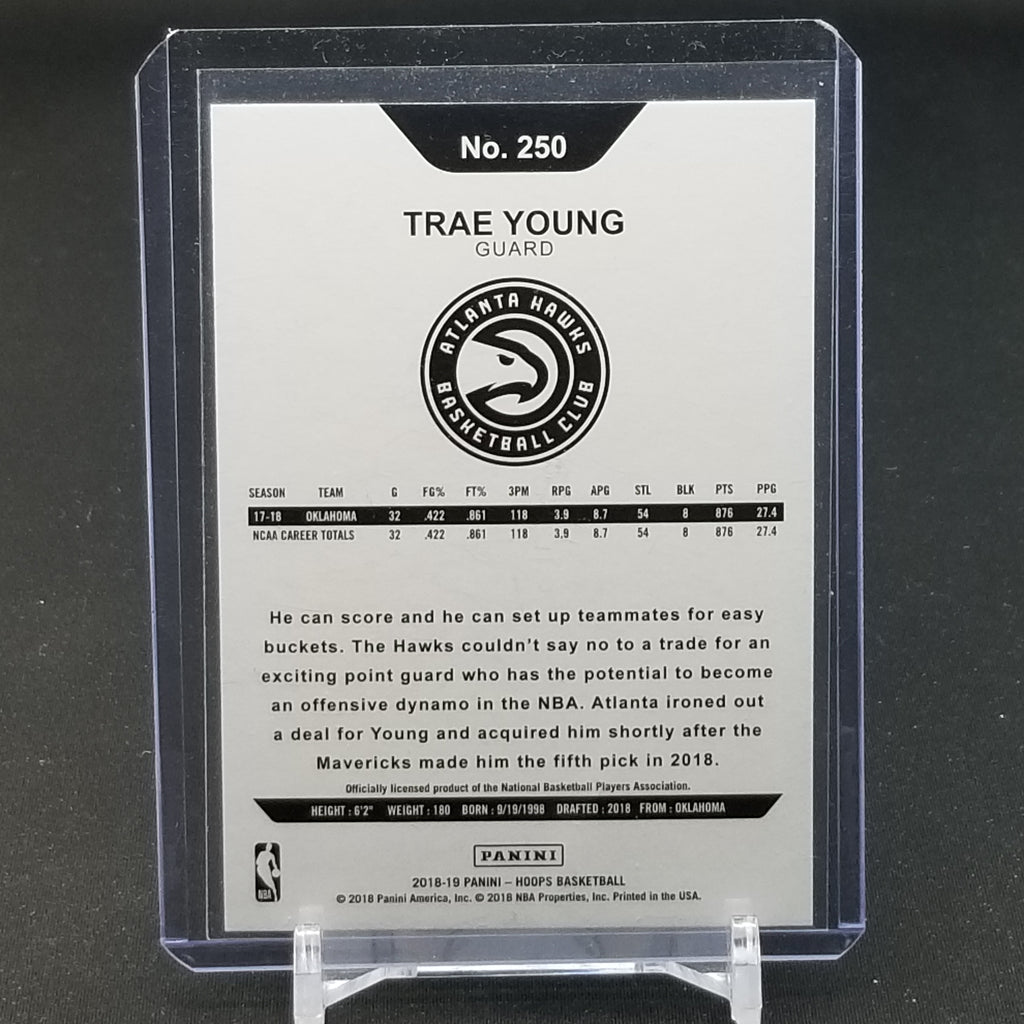 No. 250
TRAE YOUNG
GUARD
ATLANTA HAWKS
BASKETBALL CLUB
SEASON TEAM G FG% FT% 3PM RPG APG STL BLK PTS PPG
17-18 OKLAHOMA 32 .422 .861 118 3.9 8.7 54 8 876 27.4
NCAA CAREER TOTALS 32 .422 .861 118 3.9 8.7 54 8 876 27.4
He can score and he can set up teammates for easy
buckets. The Hawks couldn't say no to a trade for an
exciting point guard who has the potential to become
an offensive dynamo in the NBA. Atlanta ironed out
a deal for Young and acquired him shortly after the
Mavericks made him the fifth pick in 2018.
Officially licensed product of the National Basketball Players Association.
HEIGHT : 6'2" WEIGHT : 180 BORN : 9/19/1998 DRAFTED : 2018 FROM : OKLAHOMA
PANINI
NBA
2018-19 PANINI – HOOPS BASKETBALL
© 2018 Panini America, Inc. © 2018 NBA Properties, Inc. Printed in the USA.